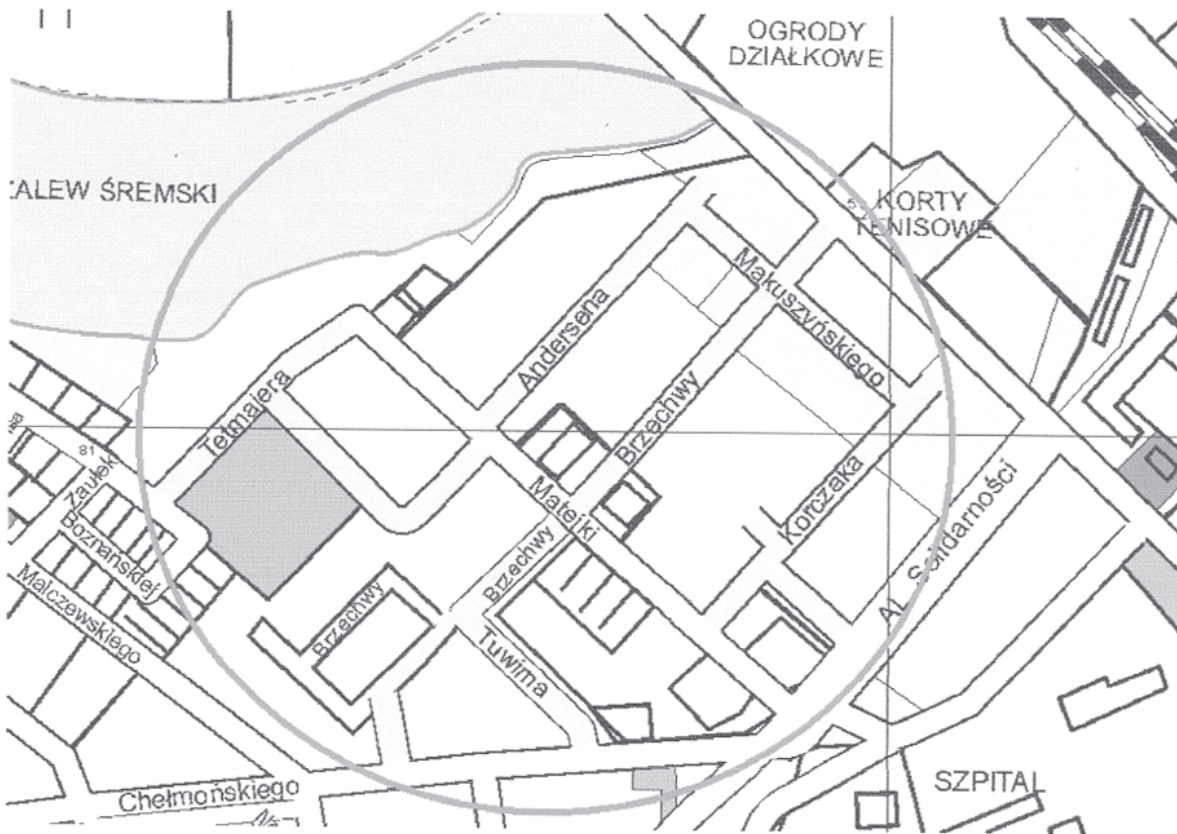 OGRODY
DZIAŁKOWE
ZALEW ŚREMSKI
KORTY
TENISOWE
Makuszyńskiego
Andersena
Tetmajera
Brzechwy
81
Zaułek
Boznańskiej
Matejki
Korczaka
AL. Solidarności
Malczewskiego
Brzechwy
Brzechwy
Tuwima
Chełmońskiego
SZPITAL